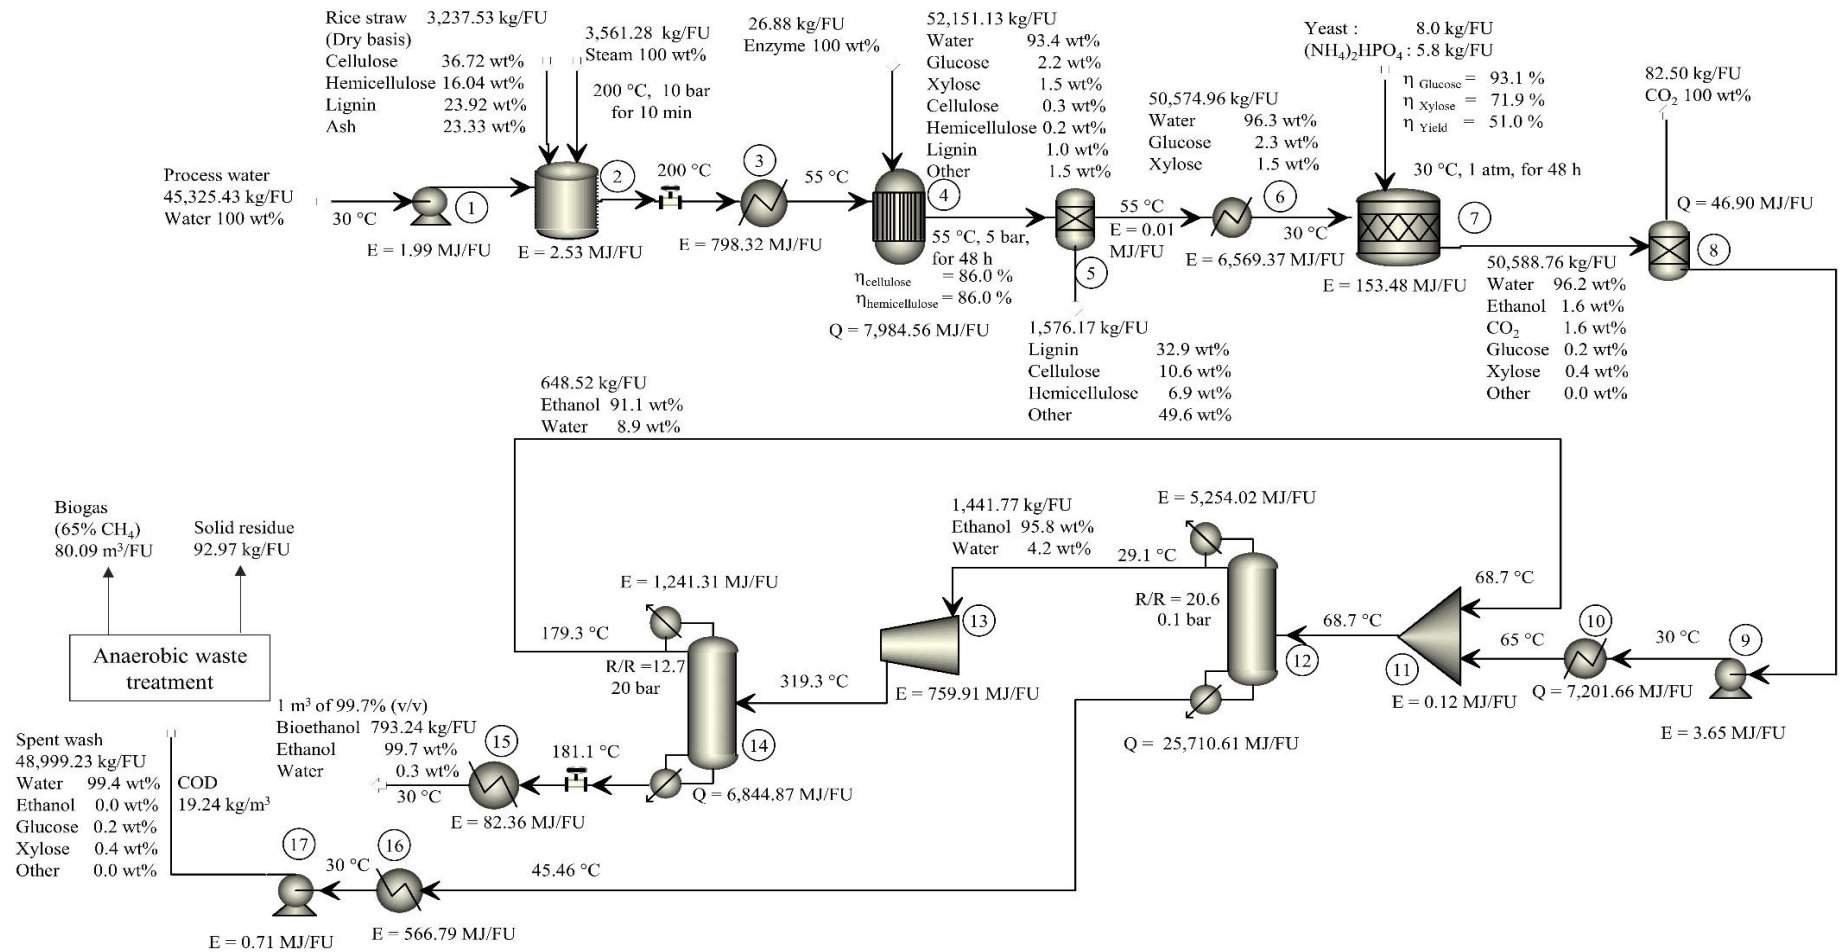 Rice straw 3,237.53 kg/FU
(Dry basis)
Cellulose 36.72 wt%
Hemicellulose 16.04 wt%
Lignin 23.92 wt%
Ash 23.33 wt%
3,561.28 kg/FU
Steam 100 wt%
200 °C, 10 bar
for 10 min
26.88 kg/FU
Enzyme 100 wt%
52,151.13 kg/FU
Water 93.4 wt%
Glucose 2.2 wt%
Xylose 1.5 wt%
Cellulose 0.3 wt%
Hemicellulose 0.2 wt%
Lignin 1.0 wt%
Other 1.5 wt%
50,574.96 kg/FU
Water 96.3 wt%
Glucose 2.3 wt%
Xylose 1.5 wt%
Yeast : 8.0 kg/FU
(NH4)2HPO4 : 5.8 kg/FU
η Glucose = 93.1 %
η Xylose = 71.9 %
η Yield = 51.0 %
30 °C, 1 atm, for 48 h
82.50 kg/FU
CO2 100 wt%
Q = 46.90 MJ/FU
Process water
45,325.43 kg/FU
Water 100 wt%
30 °C
1
E = 1.99 MJ/FU
2
E = 2.53 MJ/FU
200 °C
3
E = 798.32 MJ/FU
55 °C
4
55 °C, 5 bar,
for 48 h
ηcellulose = 86.0 %
ηhemicellulose = 86.0 %
Q = 7,984.56 MJ/FU
5
55 °C
E = 0.01
MJ/FU
1,576.17 kg/FU
Lignin 32.9 wt%
Cellulose 10.6 wt%
Hemicellulose 6.9 wt%
Other 49.6 wt%
6
30 °C
E = 6,569.37 MJ/FU
7
E = 153.48 MJ/FU
50,588.76 kg/FU
Water 96.2 wt%
Ethanol 1.6 wt%
CO2 1.6 wt%
Glucose 0.2 wt%
Xylose 0.4 wt%
Other 0.0 wt%
8
648.52 kg/FU
Ethanol 91.1 wt%
Water 8.9 wt%
Biogas
(65% CH4)
80.09 m3/FU
Solid residue
92.97 kg/FU
Anaerobic waste
treatment
E = 1,241.31 MJ/FU
179.3 °C
R/R =12.7
20 bar
14
Q = 6,844.87 MJ/FU
1,441.77 kg/FU
Ethanol 95.8 wt%
Water 4.2 wt%
29.1 °C
13
319.3 °C
E = 759.91 MJ/FU
E = 5,254.02 MJ/FU
R/R = 20.6
0.1 bar
12
Q = 25,710.61 MJ/FU
68.7 °C
68.7 °C
11
E = 0.12 MJ/FU
65 °C
10
Q = 7,201.66 MJ/FU
30 °C
9
E = 3.65 MJ/FU
1 m3 of 99.7% (v/v)
Bioethanol 793.24 kg/FU
Ethanol 99.7 wt%
Water 0.3 wt%
30 °C
15
E = 82.36 MJ/FU
181.1 °C
Spent wash
48,999.23 kg/FU
Water 99.4 wt%
Ethanol 0.0 wt%
Glucose 0.2 wt%
Xylose 0.4 wt%
Other 0.0 wt%
COD
19.24 kg/m3
17
E = 0.71 MJ/FU
30 °C
16
E = 566.79 MJ/FU
45.46 °C